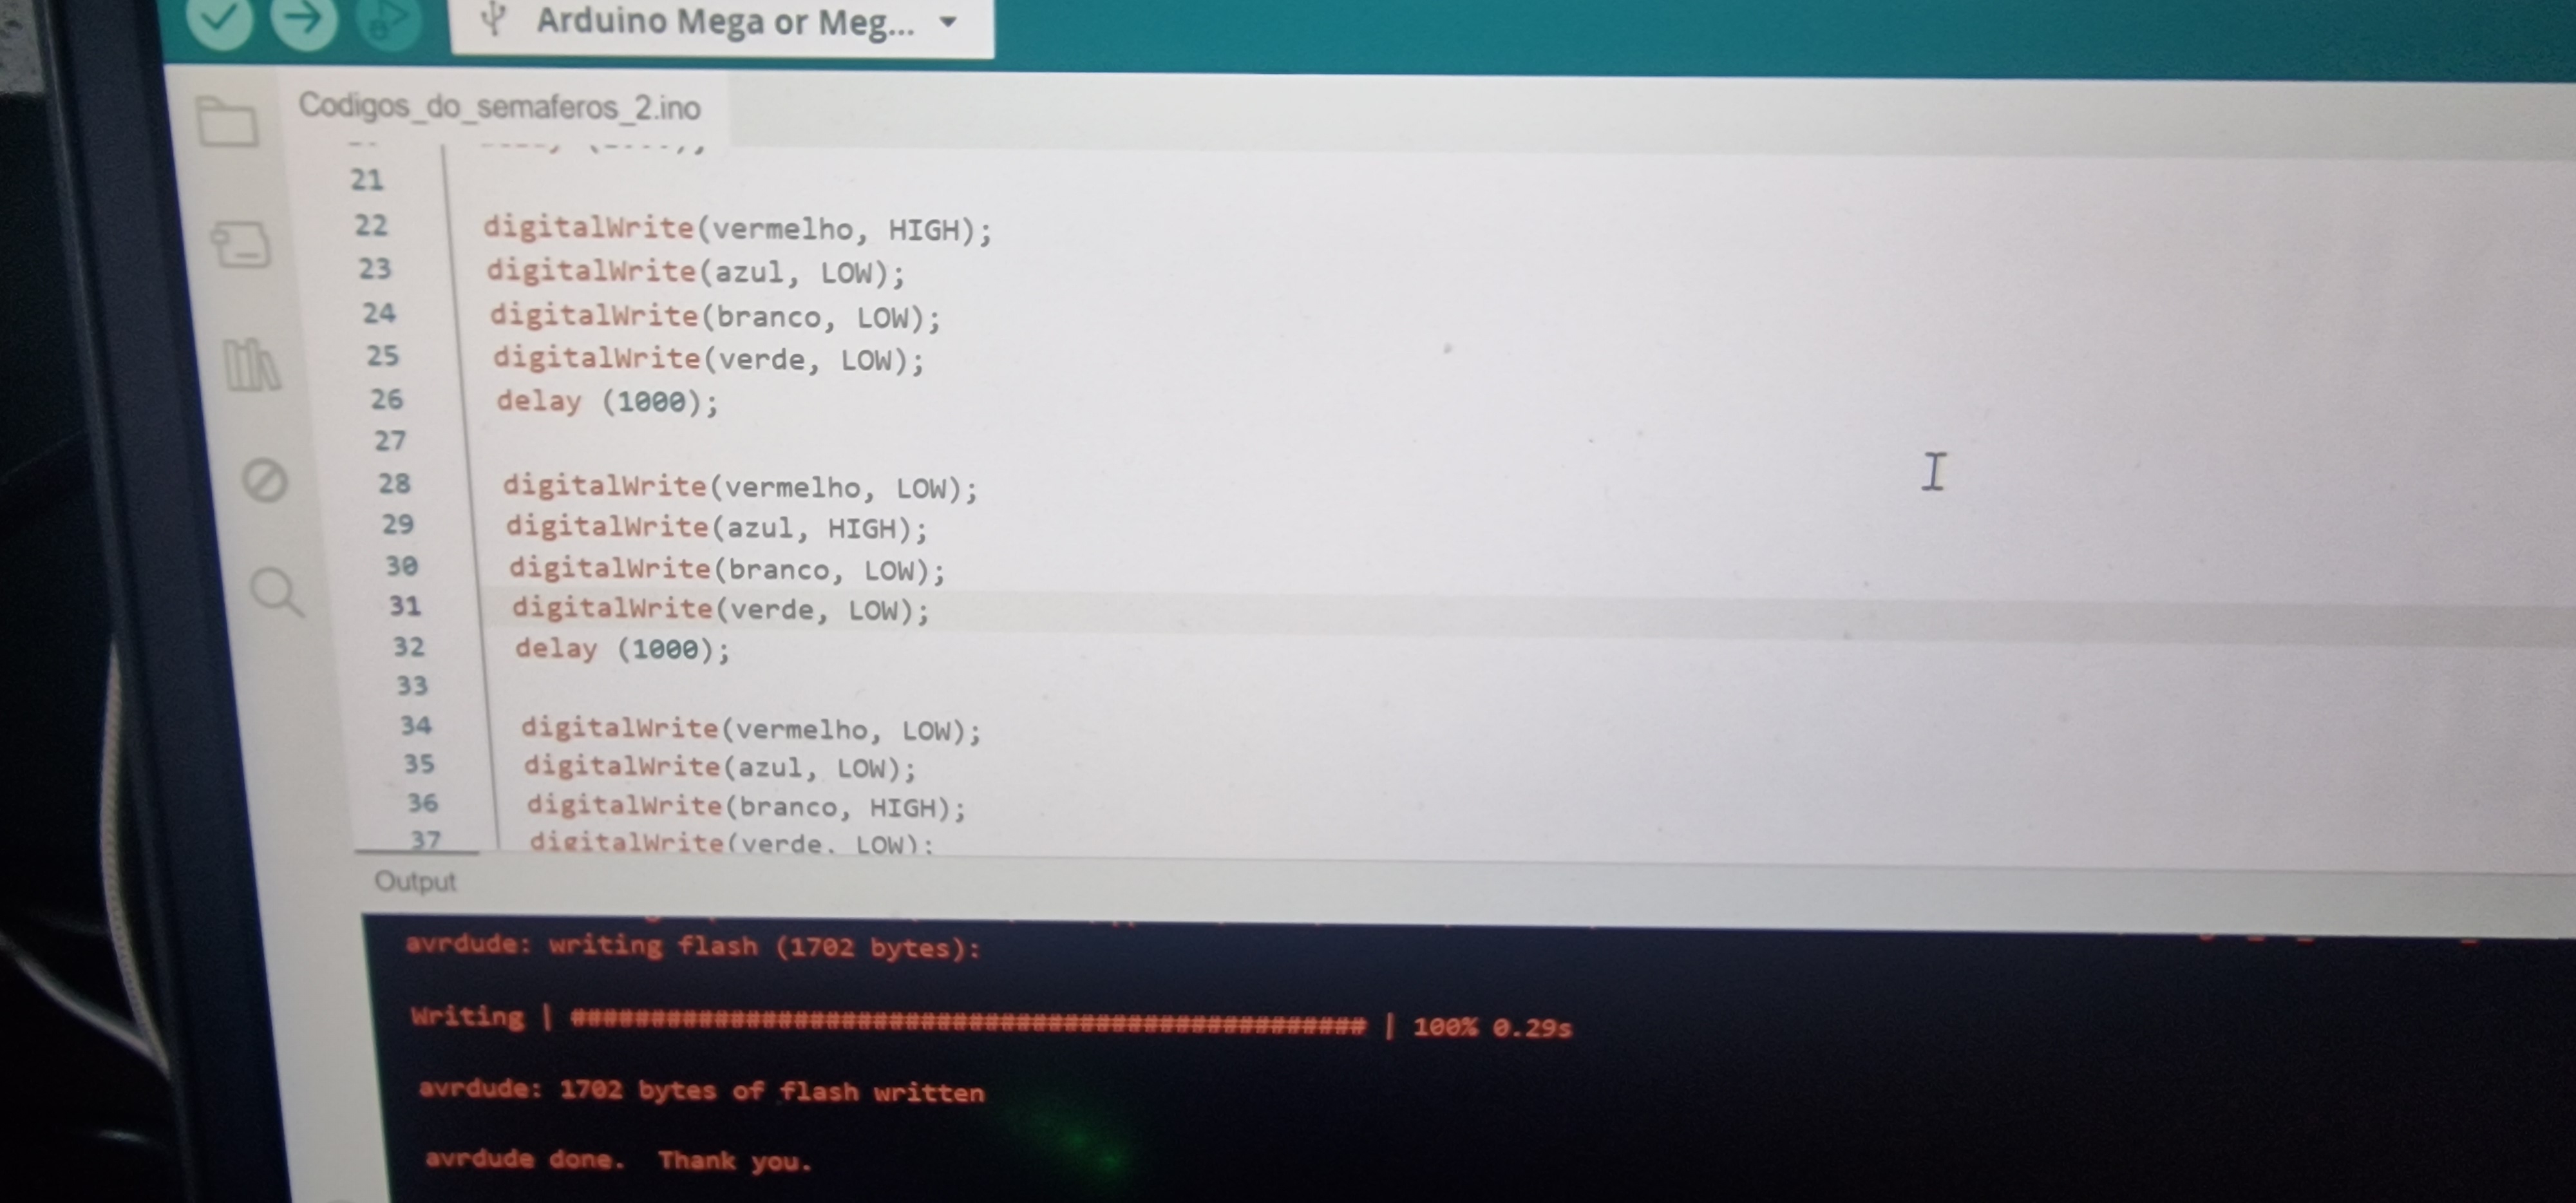 Arduino Mega or Meg...
Codigos_do_semaferos_2.ino
21
22 digitalWrite(vermelho, HIGH);
23 digitalWrite(azul, LOW);
24 digitalWrite(branco, LOW);
25 digitalWrite(verde, LOW);
26 delay (1000);
27
28 digitalWrite(vermelho, LOW);
29 digitalWrite(azul, HIGH);
30 digitalWrite(branco, LOW);
31 digitalWrite(verde, LOW);
32 delay (1000);
33
34 digitalWrite(vermelho, LOW);
35 digitalWrite(azul, LOW);
36 digitalWrite(branco, HIGH);
37 digitalWrite(verde, LOW);
Output
avrdude: writing flash (1702 bytes):
Writing | ################################################## | 100% 0.29s
avrdude: 1702 bytes of flash written
avrdude done.  Thank you.